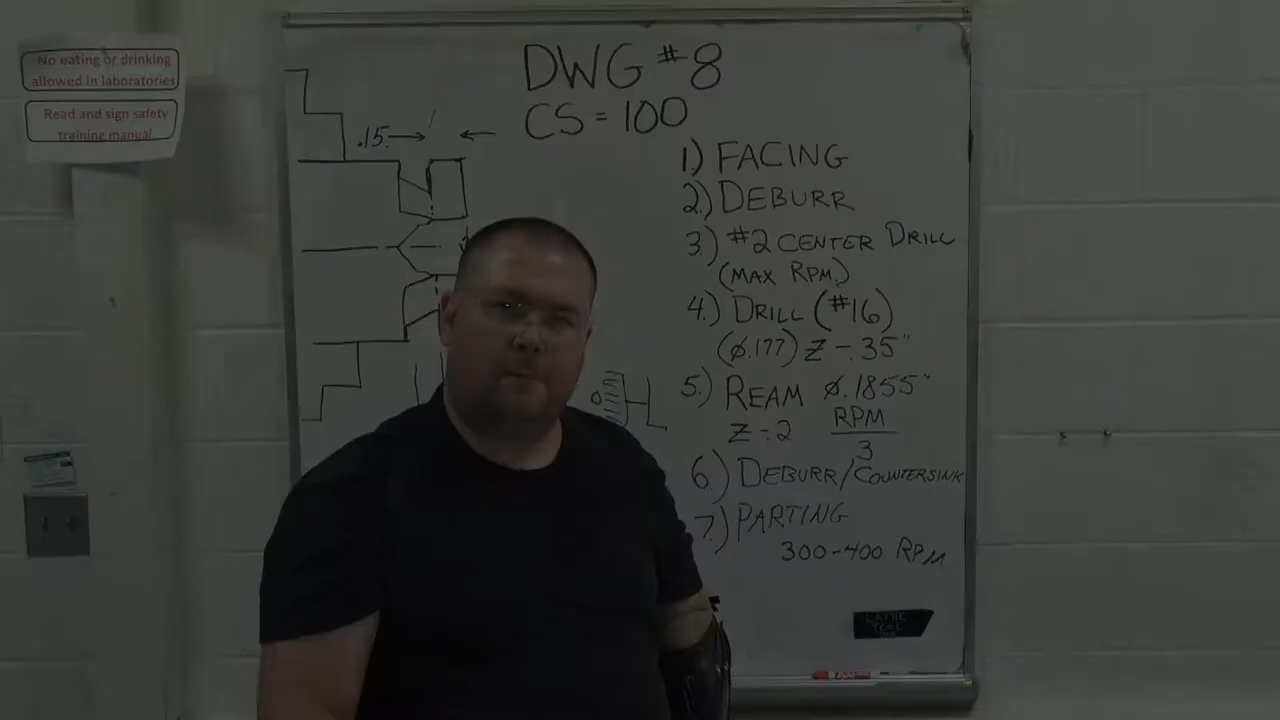 No eating or drinking
allowed in laboratories
Read and sign safety
training manual
DWG #8
CS = 100
.15
1.) FACING
2.) DEBURR
3.) #2 CENTER DRILL
(MAX RPM.)
4.) DRILL (#16)
(Ø.177) Z -.35"
5.) REAM Ø.1855"
Z -.2 RPM
3
6.) DEBURR/COUNTERSINK
7.) PARTING
300-400 RPM
LATHE
TOOL